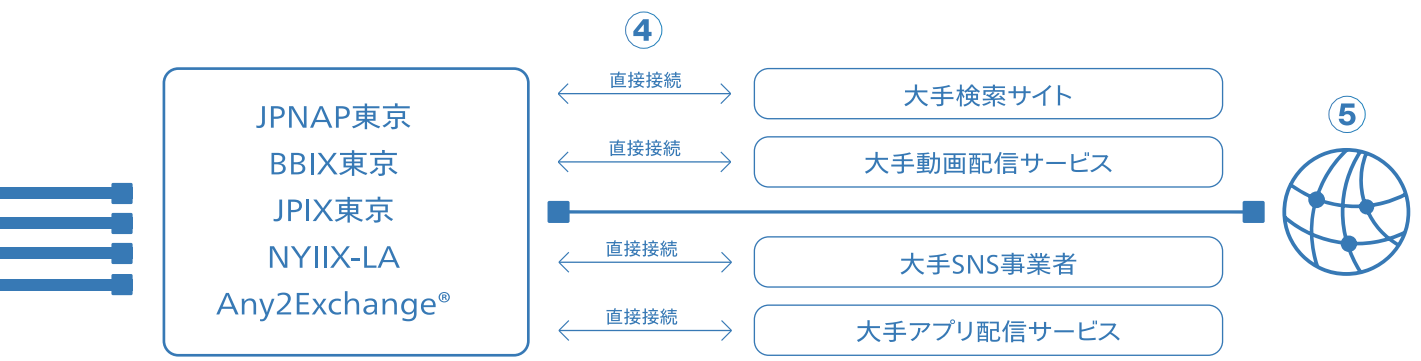 ④
JPNAP東京
BBIX東京
JPIX東京
NYIIX-LA
Any2Exchange®
直接接続
大手検索サイト
直接接続
大手動画配信サービス
直接接続
大手SNS事業者
直接接続
大手アプリ配信サービス
⑤